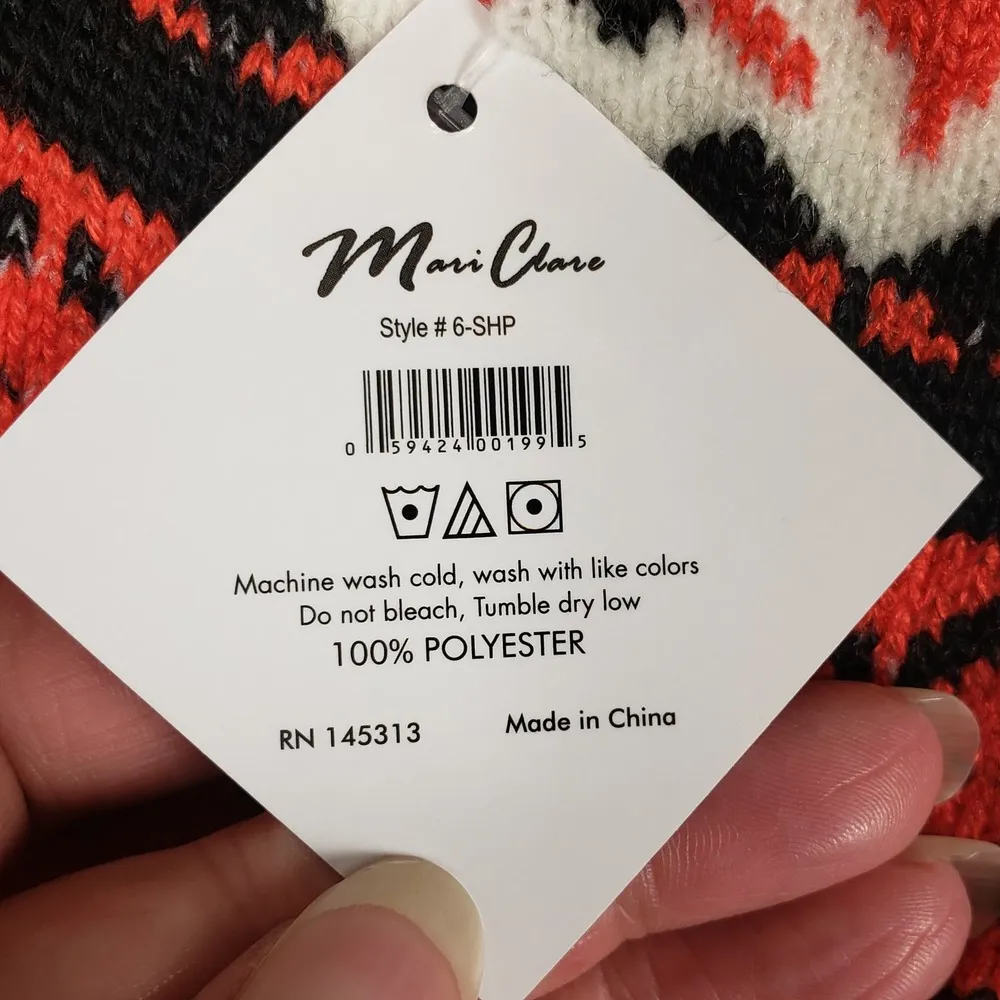 Mari Clare
Style # 6-SHP
0 59424 00199 5
Machine wash cold, wash with like colors
Do not bleach, Tumble dry low
100% POLYESTER
RN 145313 Made in China